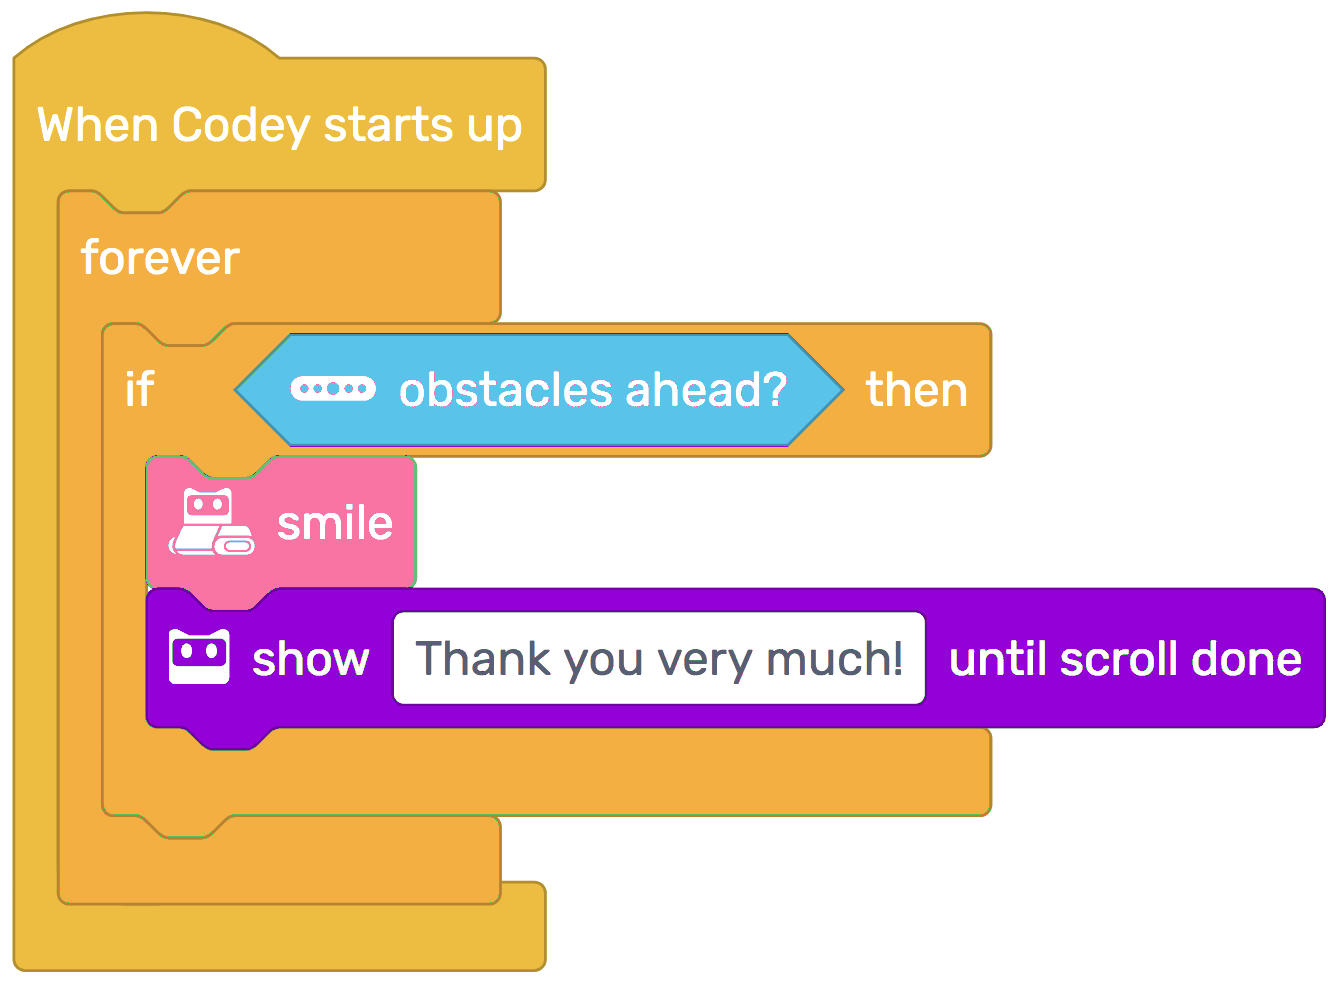 When Codey starts up
forever
if obstacles ahead? then
smile
show Thank you very much! until scroll done